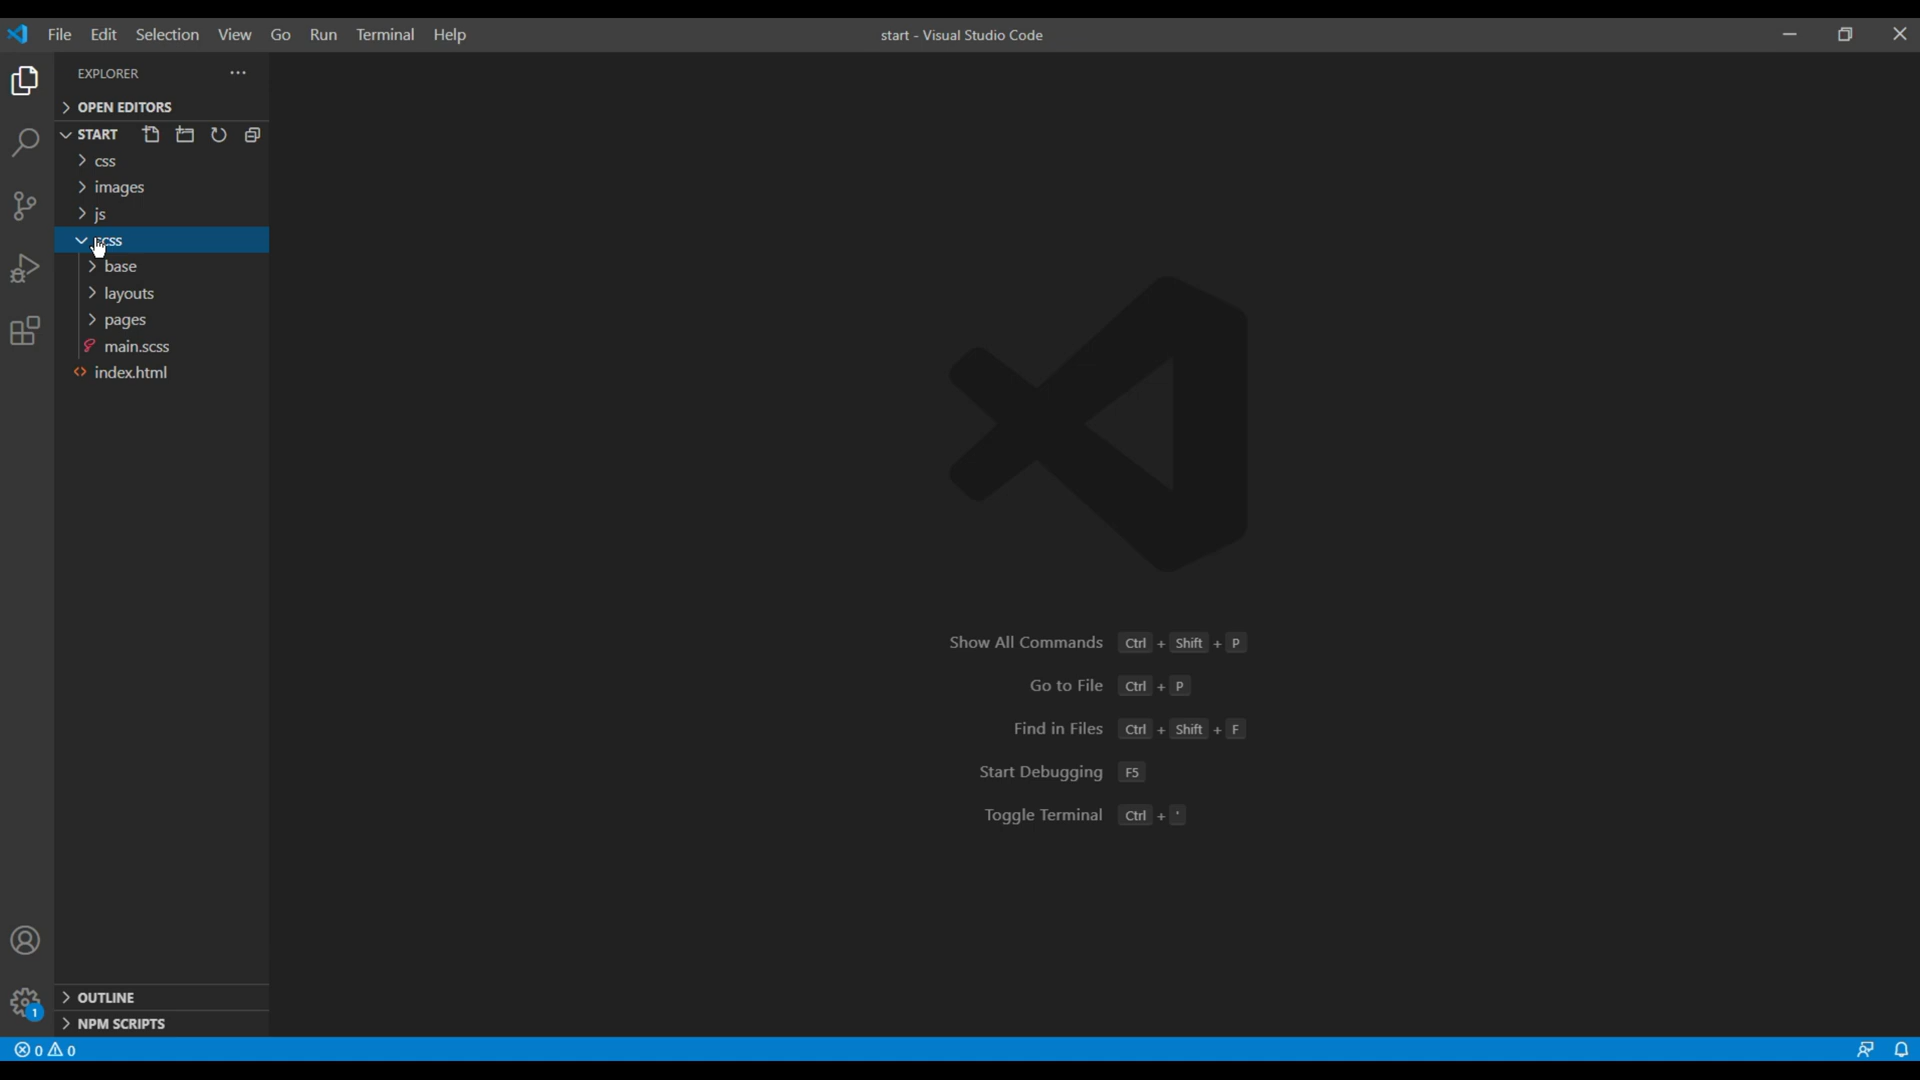 File Edit Selection View Go Run Terminal Help
start - Visual Studio Code
EXPLORER
OPEN EDITORS
START
css
images
js
scss
base
layouts
pages
main.scss
index.html
Show All Commands Ctrl + Shift + P
Go to File Ctrl + P
Find in Files Ctrl + Shift + F
Start Debugging F5
Toggle Terminal Ctrl + '
OUTLINE
1
NPM SCRIPTS
0 0